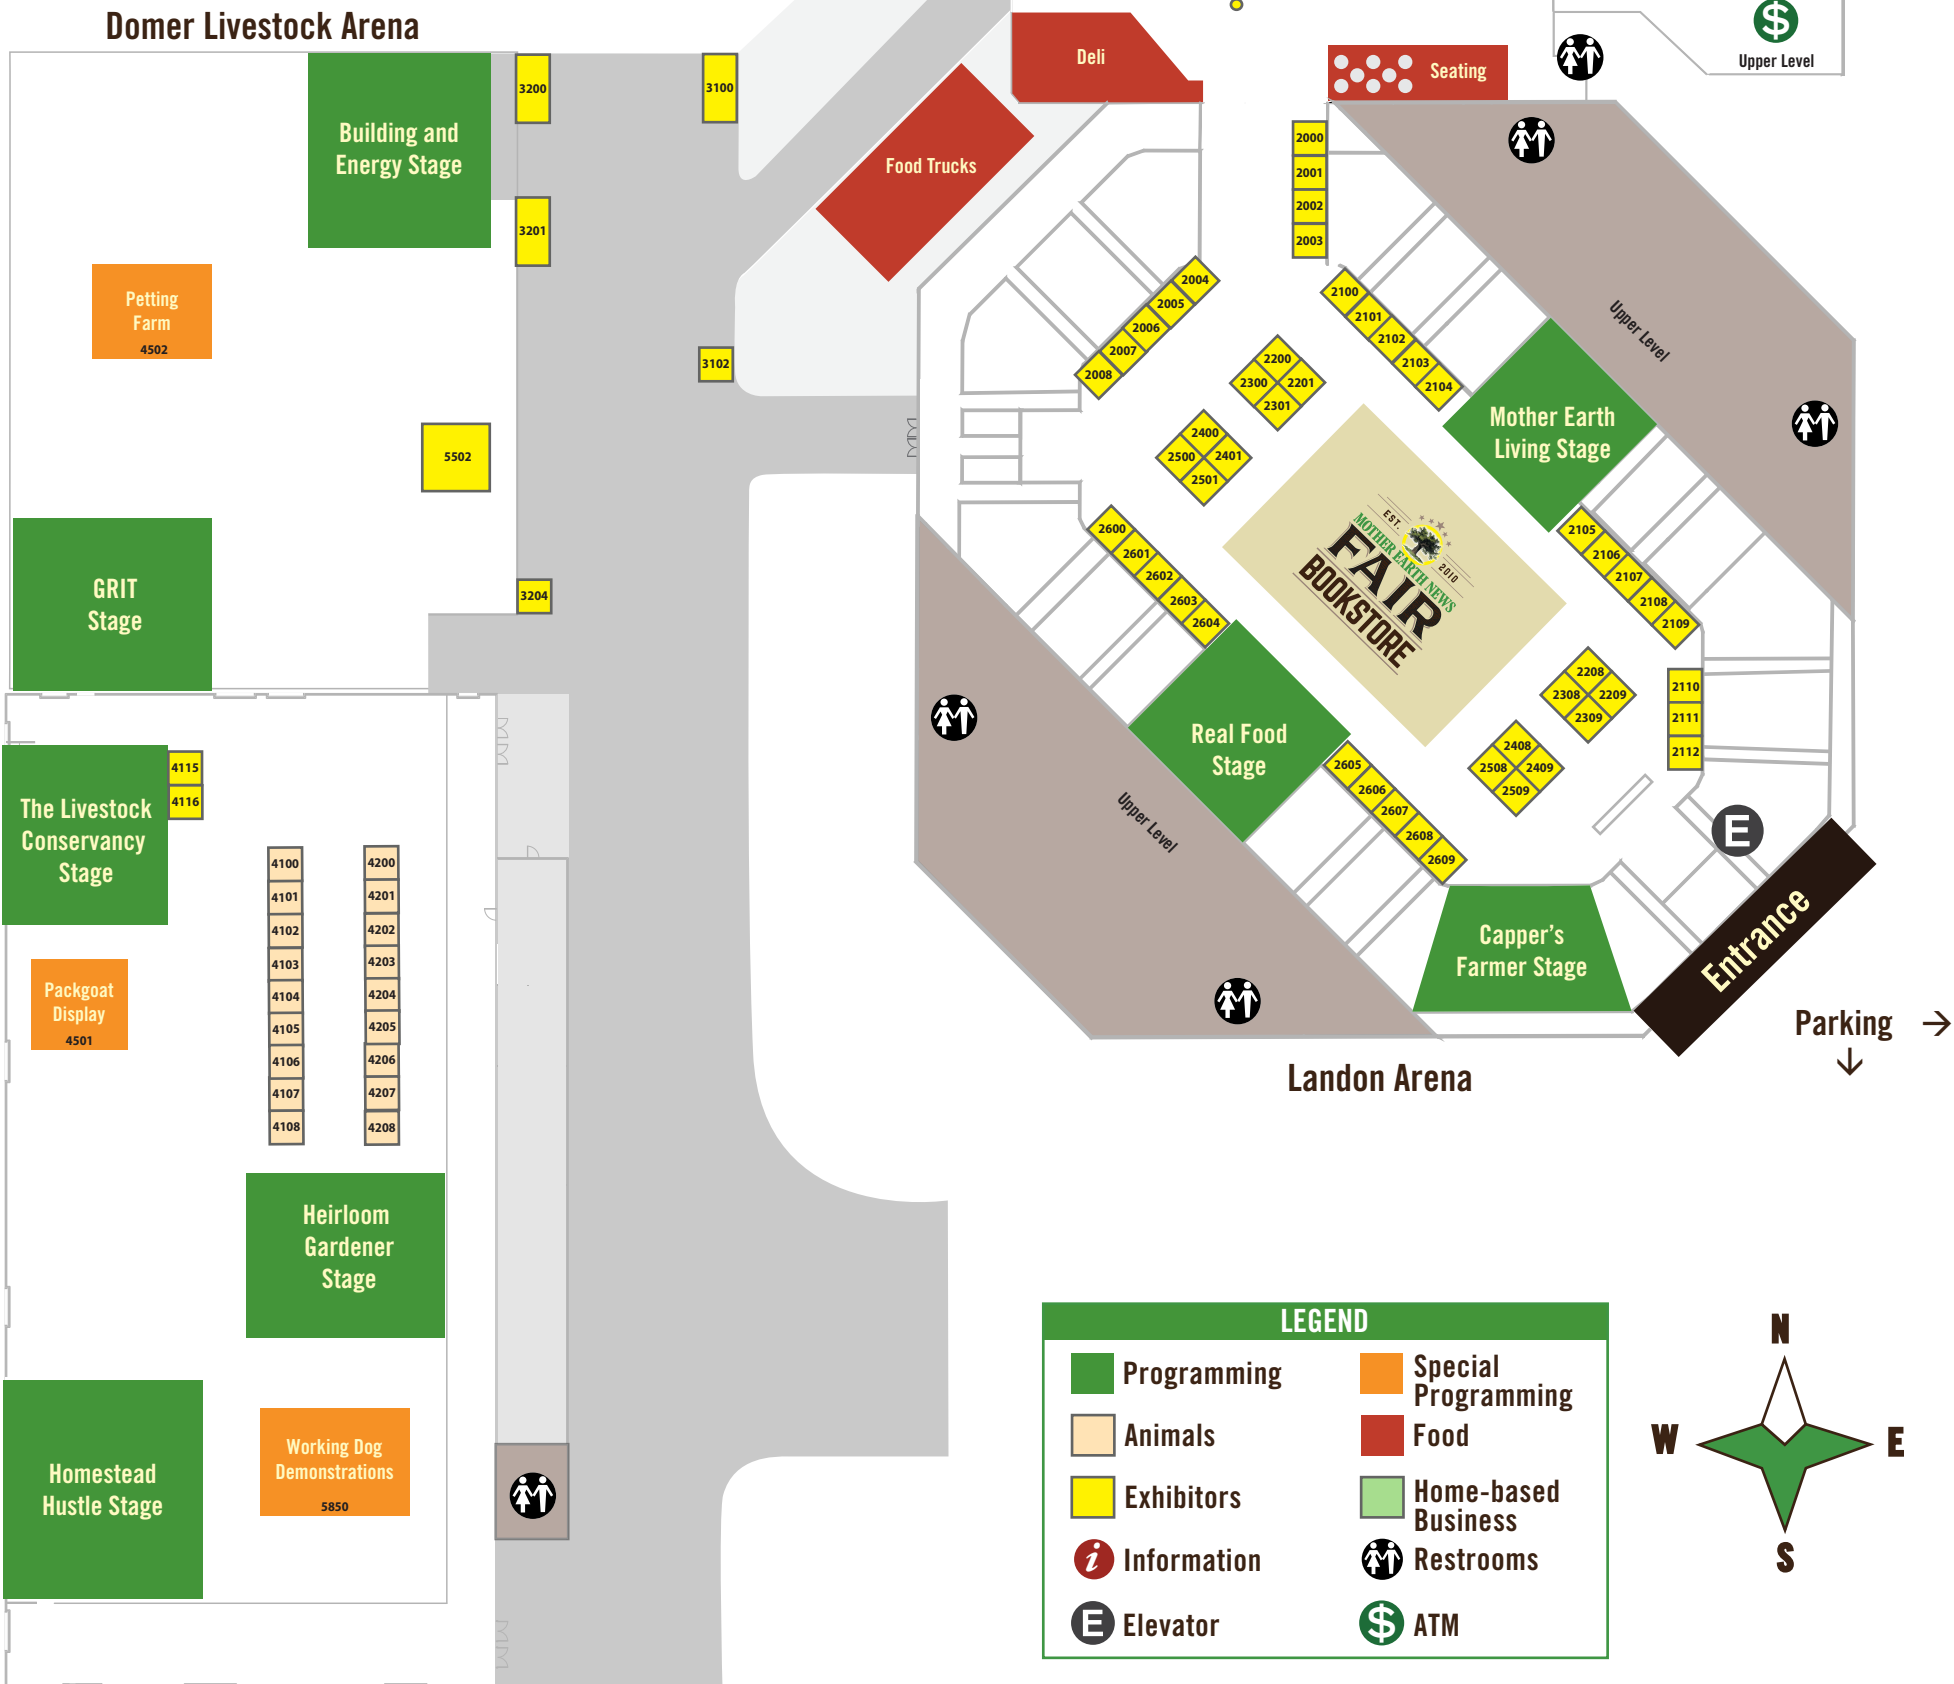 Domer Livestock Arena
Building and
Energy Stage
3200
3100
3201
Petting
Farm
4502
3102
5502
GRIT
Stage
3204
Deli
Food Trucks
Seating
$
Upper Level
2000
2001
2002
2003
2004
2005
2006
2007
2008
2100
2101
2102
2103
2104
2200
2300
2201
2301
2400
2500
2401
2501
Upper Level
Mother Earth
Living Stage
2105
2106
2107
2108
2109
EST.
2010
MOTHER EARTH NEWS
FAIR
BOOKSTORE
2600
2601
2602
2603
2604
Real Food
Stage
2208
2308
2209
2309
2408
2508
2409
2509
2110
2111
2112
2605
2606
2607
2608
2609
Upper Level
E
Capper's
Farmer Stage
Entrance
Parking
Landon Arena
The Livestock
Conservancy
Stage
4115
4116
4100
4101
4102
4103
4104
4105
4106
4107
4108
4200
4201
4202
4203
4204
4205
4206
4207
4208
Packgoat
Display
4501
Heirloom
Gardener
Stage
Homestead
Hustle Stage
Working Dog
Demonstrations
5850
LEGEND
Programming
Special
Programming
Animals
Food
Exhibitors
Home-based
Business
i
Information
Restrooms
E
Elevator
$
ATM
N
W
E
S